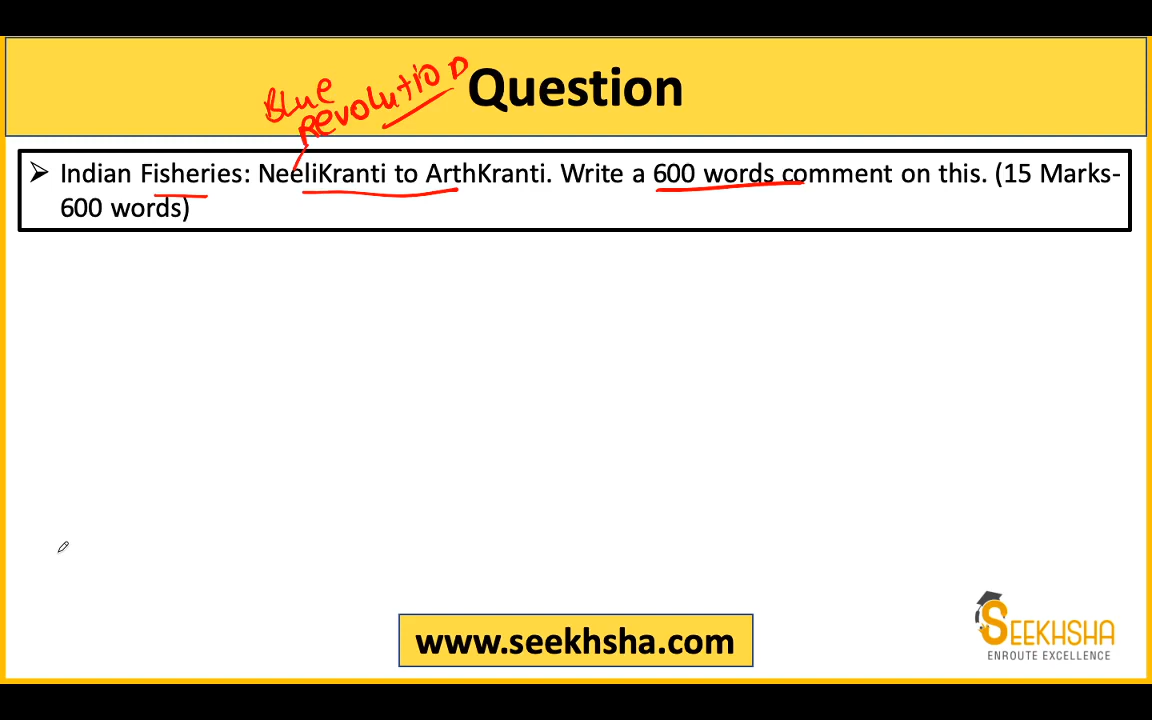 Question
Blue
Revolution
➢ Indian Fisheries: NeeliKranti to ArthKranti. Write a 600 words comment on this. (15 Marks-
600 words)
www.seekhsha.com
SEEKHSHA
ENROUTE EXCELLENCE